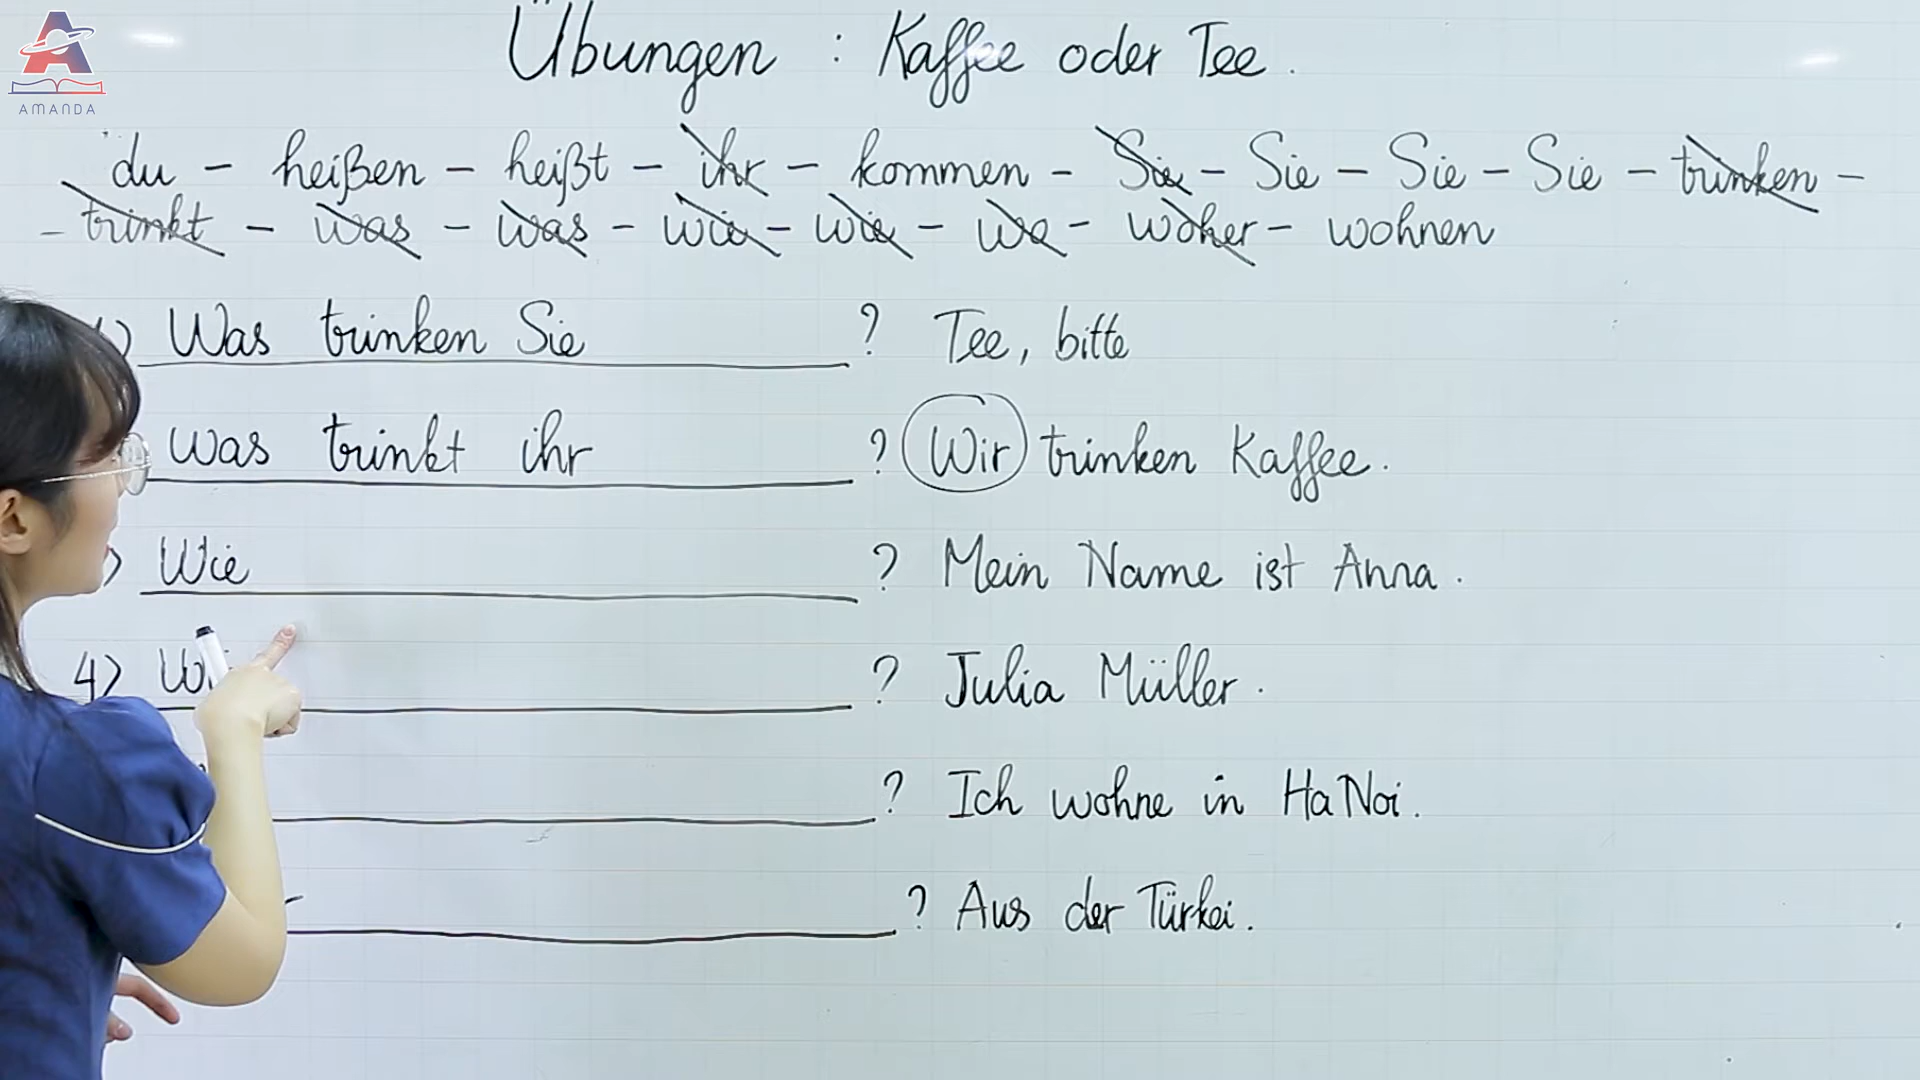 AMANDA
Übungen : Kaffee oder Tee.
du - heißen - heißt - ihr - kommen - Sie - Sie - Sie - Sie - trinken -
- trinkt - was - was - wie - wie - wo - woher - wohnen
1) Was trinken Sie ? Tee, bitte
Was trinkt ihr ? Wir trinken Kaffee.
) Wie ? Mein Name ist Anna.
4) ? Julia Müller.
? Ich wohne in HaNoi.
? Aus der Türkei.